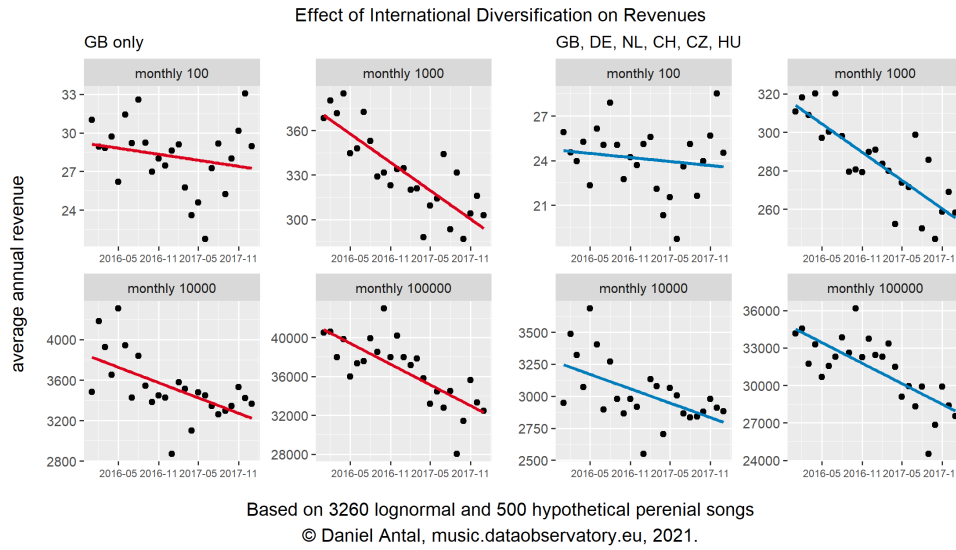 Effect of International Diversification on Revenues
GB only
GB, DE, NL, CH, CZ, HU
monthly 100
monthly 1000
monthly 100
monthly 1000
33
30
27
24
360
330
300
27
24
21
320
300
280
260
2016-05 2016-11 2017-05 2017-11
2016-05 2016-11 2017-05 2017-11
2016-05 2016-11 2017-05 2017-11
2016-05 2016-11 2017-05 2017-11
average annual revenue
monthly 10000
monthly 100000
monthly 10000
monthly 100000
4000
3600
3200
2800
40000
36000
32000
28000
3500
3250
3000
2750
2500
36000
33000
30000
27000
24000
2016-05 2016-11 2017-05 2017-11
2016-05 2016-11 2017-05 2017-11
2016-05 2016-11 2017-05 2017-11
2016-05 2016-11 2017-05 2017-11
Based on 3260 lognormal and 500 hypothetical perenial songs
© Daniel Antal, music.dataobservatory.eu, 2021.